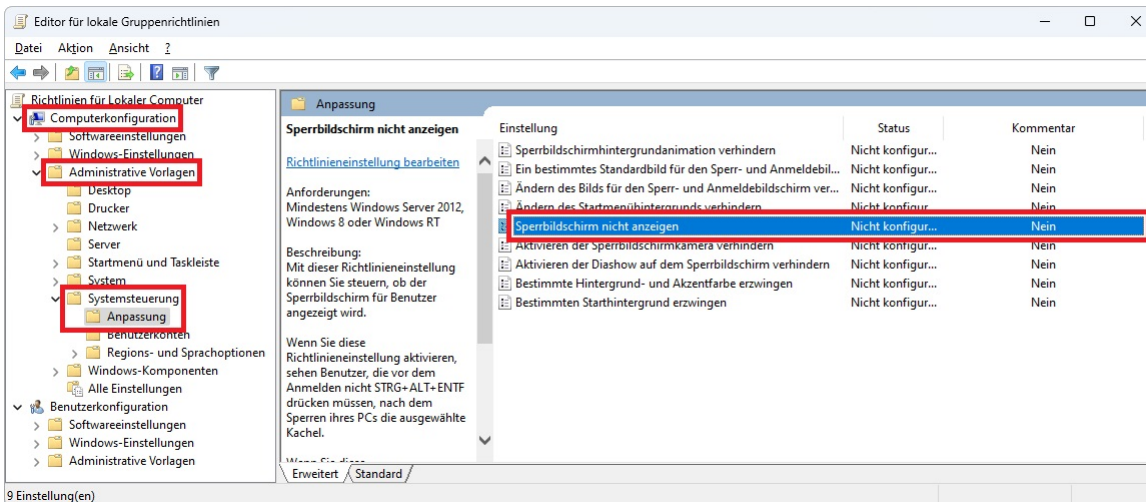 Editor für lokale Gruppenrichtlinien
Datei Aktion Ansicht ?
Richtlinien für Lokaler Computer
Computerkonfiguration
Softwareeinstellungen
Windows-Einstellungen
Administrative Vorlagen
Desktop
Drucker
Netzwerk
Server
Startmenü und Taskleiste
System
Systemsteuerung
Anpassung
Benutzerkonten
Regions- und Sprachoptionen
Windows-Komponenten
Alle Einstellungen
Benutzerkonfiguration
Softwareeinstellungen
Windows-Einstellungen
Administrative Vorlagen
Anpassung
Sperrbildschirm nicht anzeigen
Richtlinieneinstellung bearbeiten
Anforderungen:
Mindestens Windows Server 2012,
Windows 8 oder Windows RT
Beschreibung:
Mit dieser Richtlinieneinstellung
können Sie steuern, ob der
Sperrbildschirm für Benutzer
angezeigt wird.
Wenn Sie diese
Richtlinieneinstellung aktivieren,
sehen Benutzer, die vor dem
Anmelden nicht STRG+ALT+ENTF
drücken müssen, nach dem
Sperren ihres PCs die ausgewählte
Kachel.
Wenn Sie diese
Einstellung Status Kommentar
Sperrbildschirmhintergrundanimation verhindern Nicht konfigur... Nein
Ein bestimmtes Standardbild für den Sperr- und Anmeldebil... Nicht konfigur... Nein
Ändern des Bilds für den Sperr- und Anmeldebildschirm ver... Nicht konfigur... Nein
Ändern des Startmenühintergrunds verhindern Nicht konfigur... Nein
Sperrbildschirm nicht anzeigen Nicht konfigur... Nein
Aktivieren der Sperrbildschirmkamera verhindern Nicht konfigur... Nein
Aktivieren der Diashow auf dem Sperrbildschirm verhindern Nicht konfigur... Nein
Bestimmte Hintergrund- und Akzentfarbe erzwingen Nicht konfigur... Nein
Bestimmten Starthintergrund erzwingen Nicht konfigur... Nein
Erweitert Standard
9 Einstellung(en)